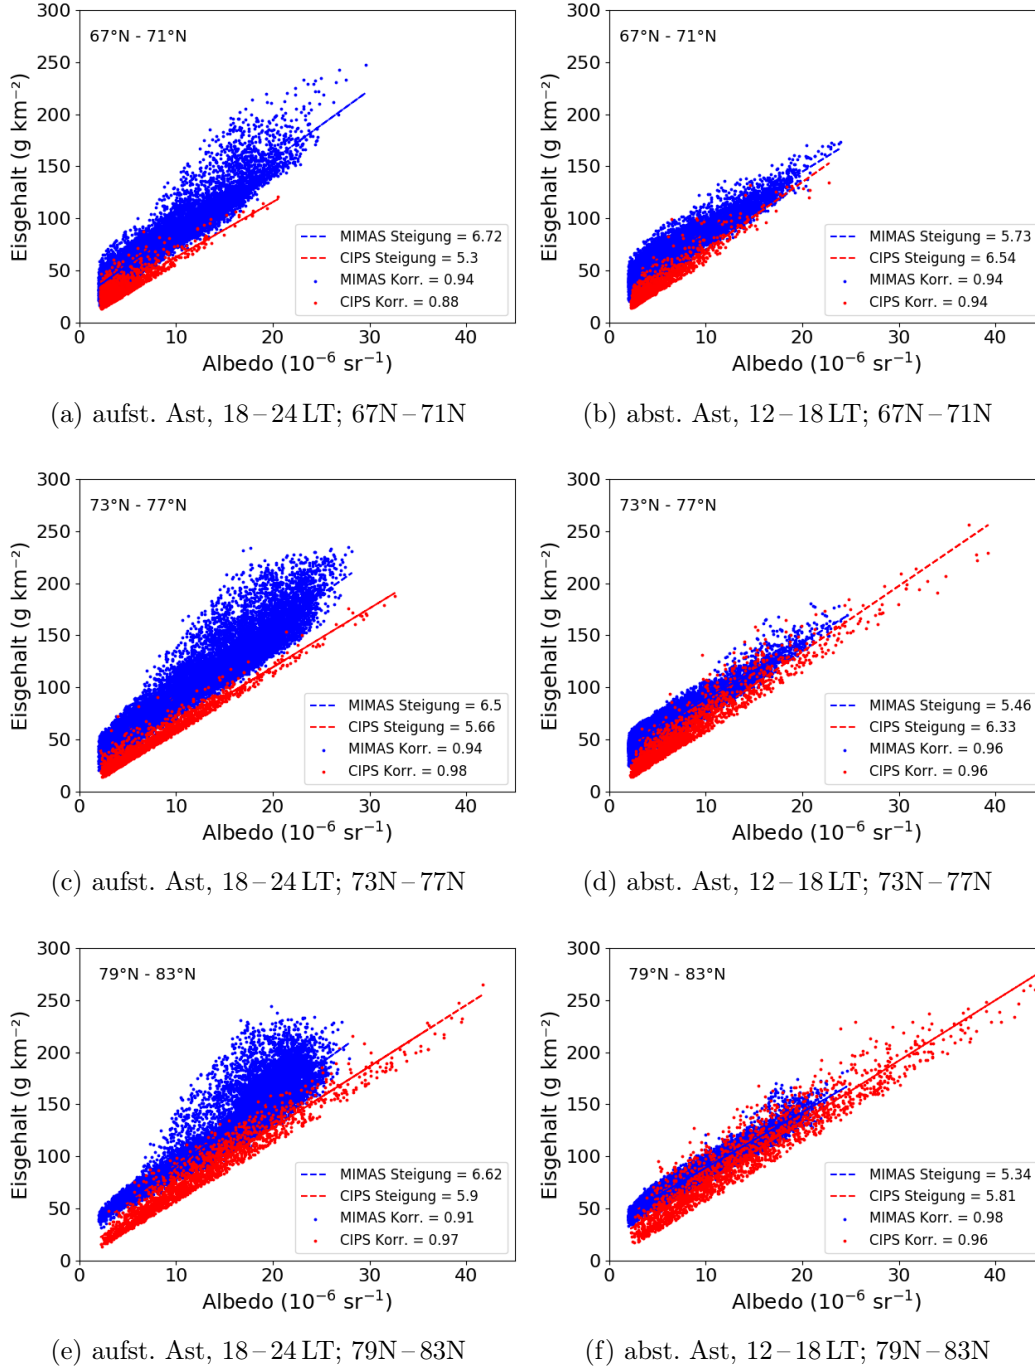 300
250
200
150
100
50
0
Eisgehalt (g km⁻²)
67°N - 71°N
MIMAS Steigung = 6.72
CIPS Steigung = 5.3
MIMAS Korr. = 0.94
CIPS Korr. = 0.88
0 10 20 30 40
Albedo (10⁻⁶ sr⁻¹)
(a) aufst. Ast, 18–24 LT; 67N–71N
300
250
200
150
100
50
0
Eisgehalt (g km⁻²)
67°N - 71°N
MIMAS Steigung = 5.73
CIPS Steigung = 6.54
MIMAS Korr. = 0.94
CIPS Korr. = 0.94
0 10 20 30 40
Albedo (10⁻⁶ sr⁻¹)
(b) abst. Ast, 12–18 LT; 67N–71N
300
250
200
150
100
50
0
Eisgehalt (g km⁻²)
73°N - 77°N
MIMAS Steigung = 6.5
CIPS Steigung = 5.66
MIMAS Korr. = 0.94
CIPS Korr. = 0.98
0 10 20 30 40
Albedo (10⁻⁶ sr⁻¹)
(c) aufst. Ast, 18–24 LT; 73N–77N
300
250
200
150
100
50
0
Eisgehalt (g km⁻²)
73°N - 77°N
MIMAS Steigung = 5.46
CIPS Steigung = 6.33
MIMAS Korr. = 0.96
CIPS Korr. = 0.96
0 10 20 30 40
Albedo (10⁻⁶ sr⁻¹)
(d) abst. Ast, 12–18 LT; 73N–77N
300
250
200
150
100
50
0
Eisgehalt (g km⁻²)
79°N - 83°N
MIMAS Steigung = 6.62
CIPS Steigung = 5.9
MIMAS Korr. = 0.91
CIPS Korr. = 0.97
0 10 20 30 40
Albedo (10⁻⁶ sr⁻¹)
(e) aufst. Ast, 18–24 LT; 79N–83N
300
250
200
150
100
50
0
Eisgehalt (g km⁻²)
79°N - 83°N
MIMAS Steigung = 5.34
CIPS Steigung = 5.81
MIMAS Korr. = 0.98
CIPS Korr. = 0.96
0 10 20 30 40
Albedo (10⁻⁶ sr⁻¹)
(f) abst. Ast, 12–18 LT; 79N–83N